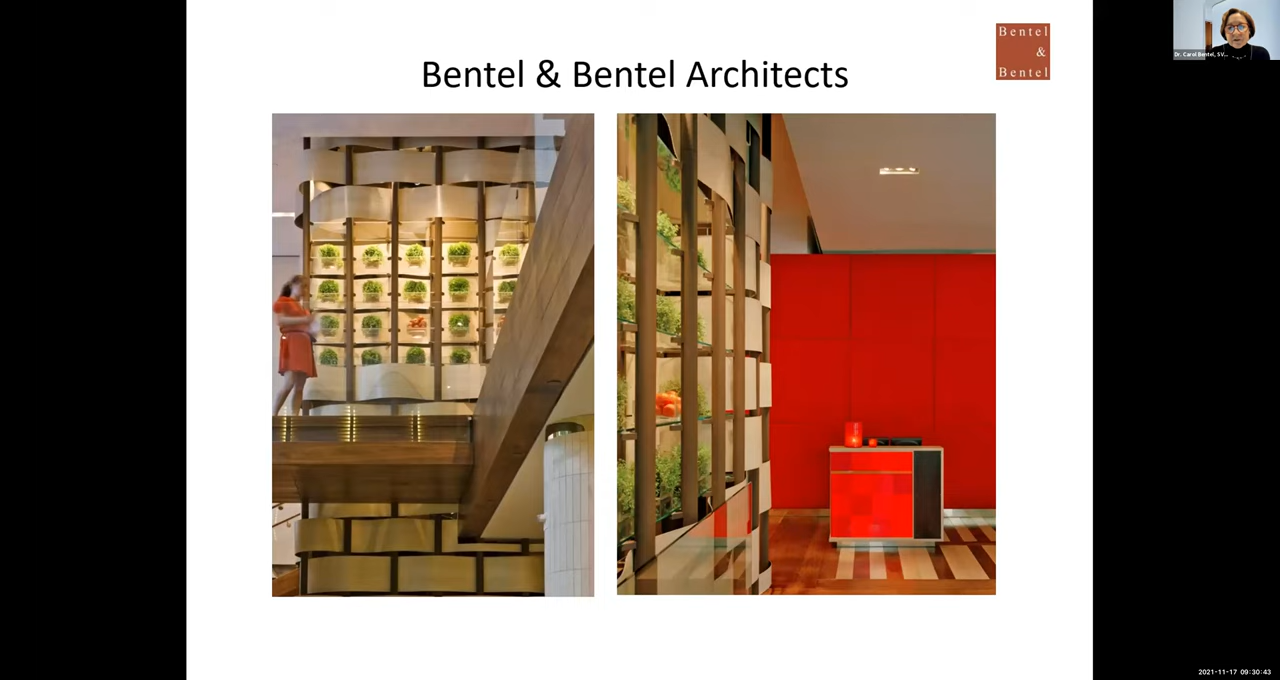 Bentel & Bentel Architects
Bentel
&
Bentel
Dr. Carol Bentel, SV...
2021-11-17 09:30:43